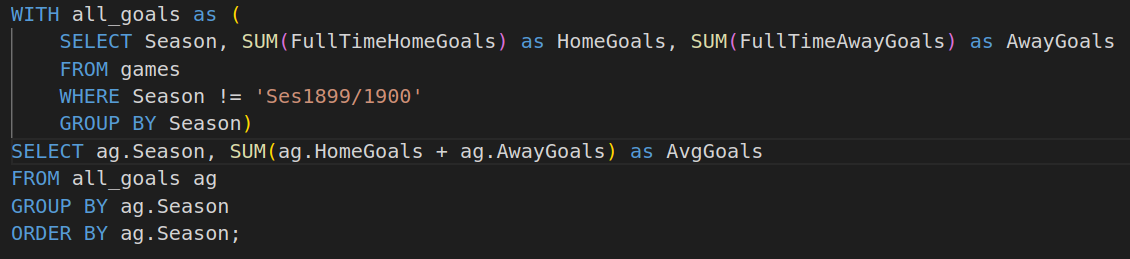 WITH all_goals as (
SELECT Season, SUM(FullTimeHomeGoals) as HomeGoals, SUM(FullTimeAwayGoals) as AwayGoals
FROM games
WHERE Season != 'Ses1899/1900'
GROUP BY Season)
SELECT ag.Season, SUM(ag.HomeGoals + ag.AwayGoals) as AvgGoals
FROM all_goals ag
GROUP BY ag.Season
ORDER BY ag.Season;